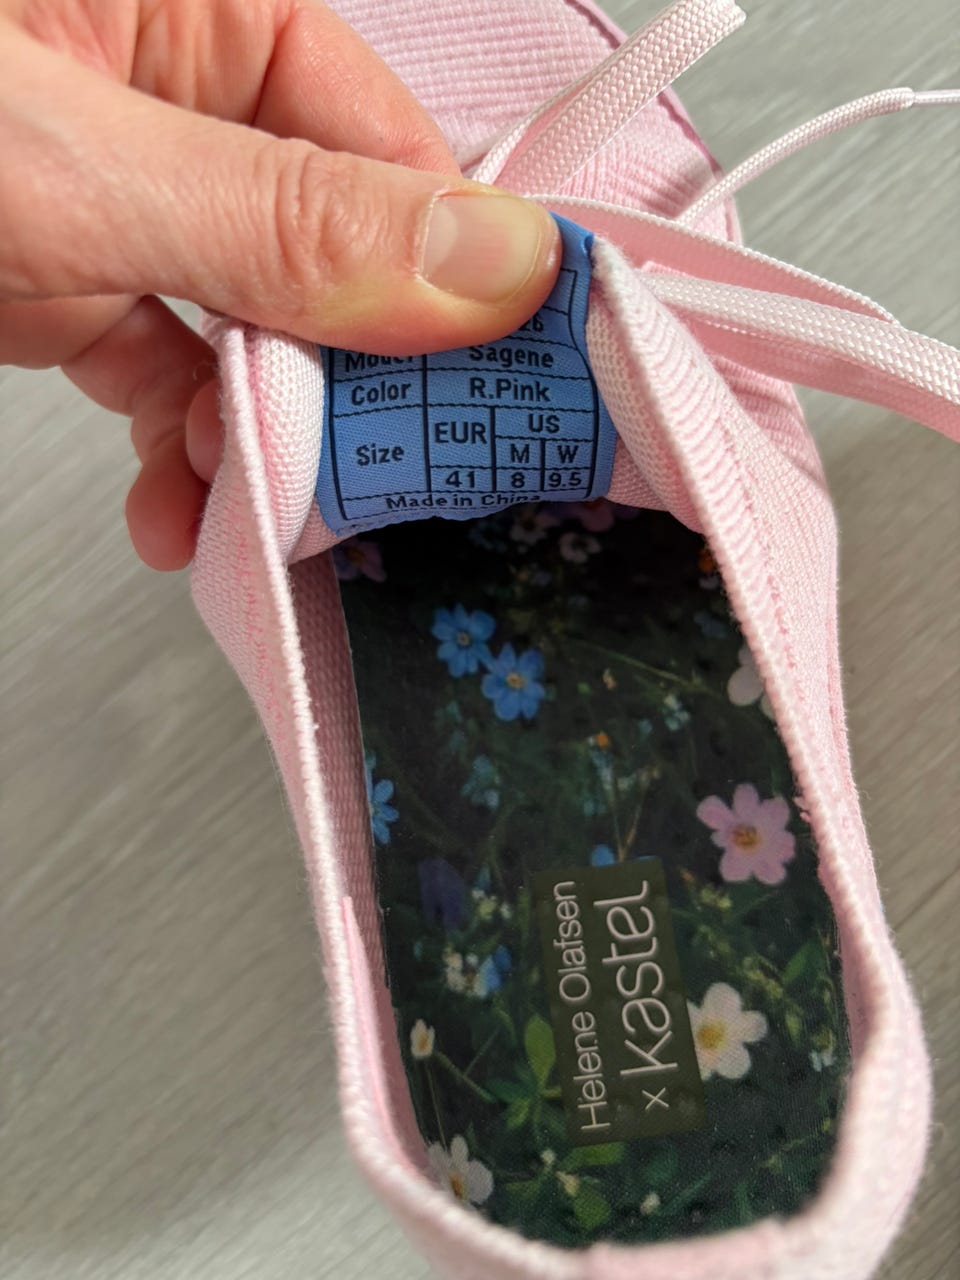 Model Sagene
Color R.Pink
Size EUR US
M W
41 8 9.5
Made in China
Helene Olafsen
x Kastel